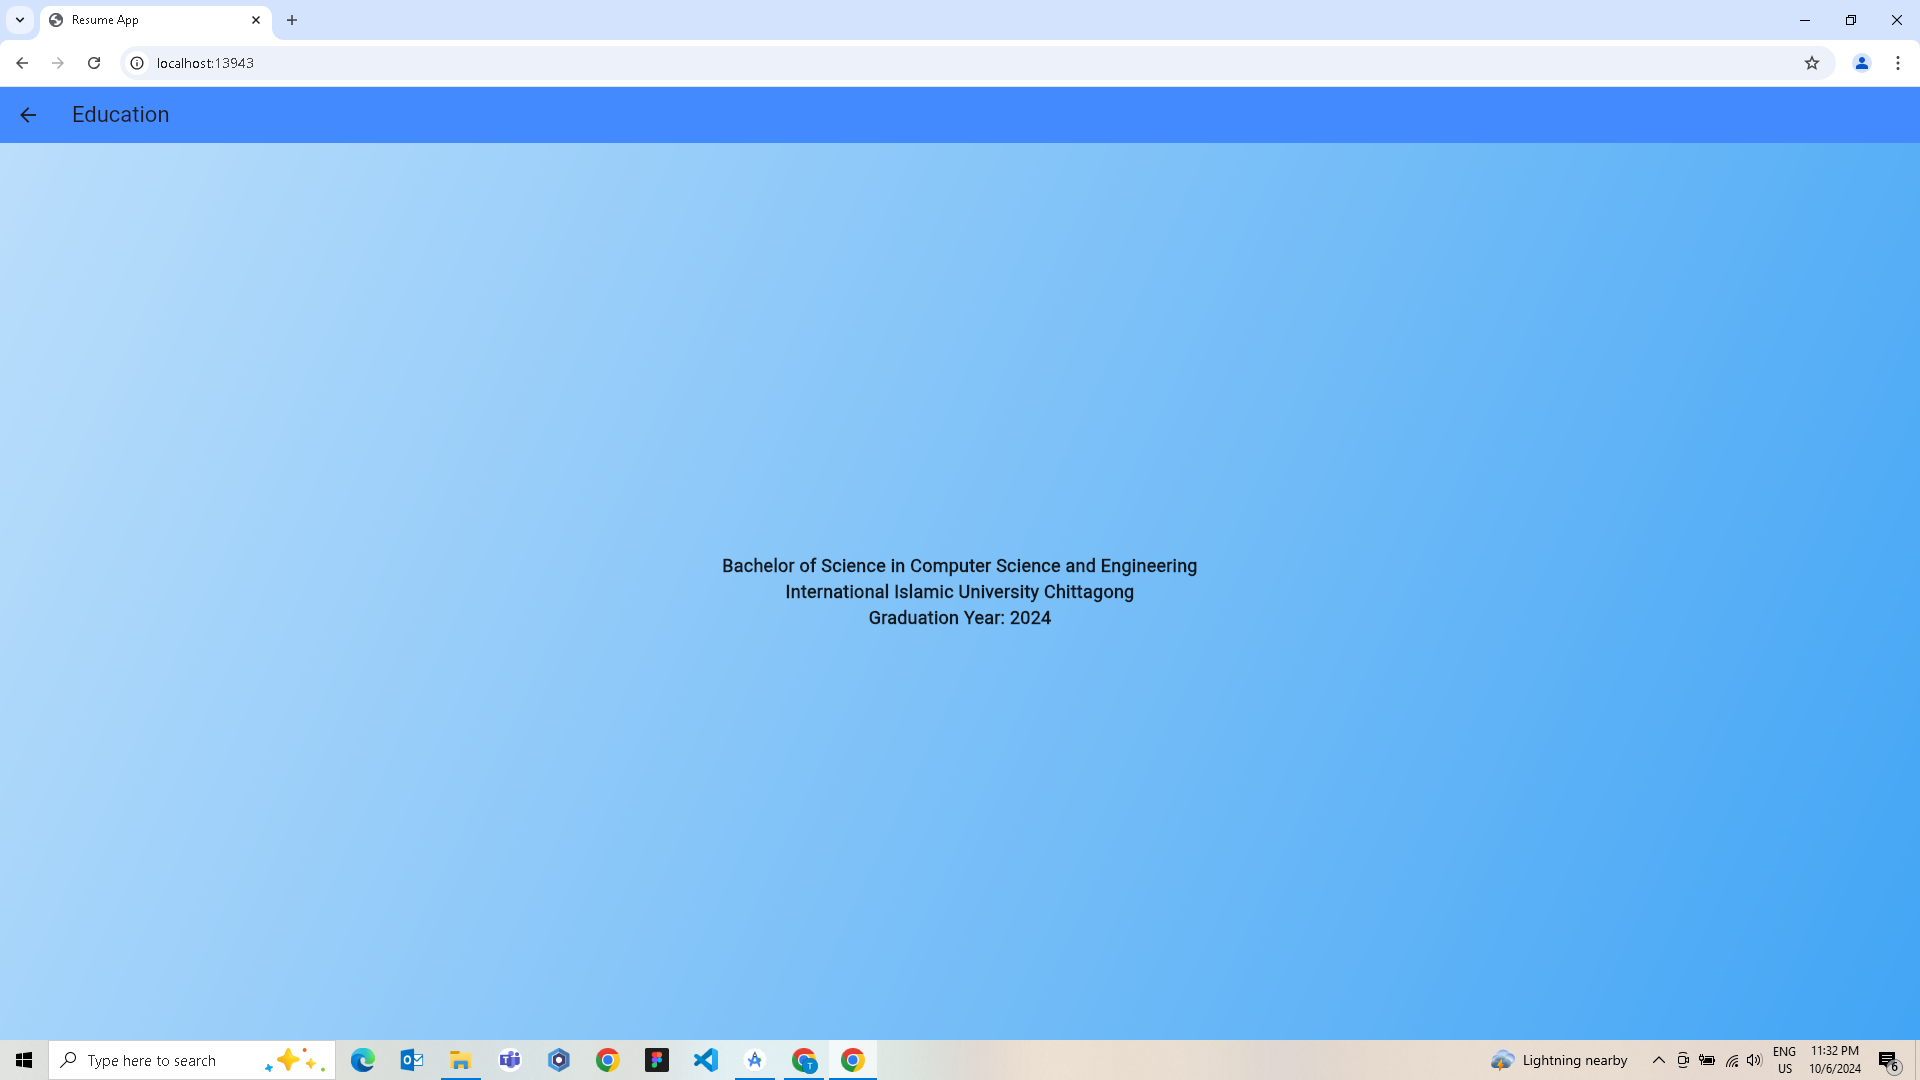 Resume App
localhost:13943
Education
Bachelor of Science in Computer Science and Engineering
International Islamic University Chittagong
Graduation Year: 2024
Type here to search
T
Lightning nearby
ENG
US
11:32 PM
10/6/2024
6